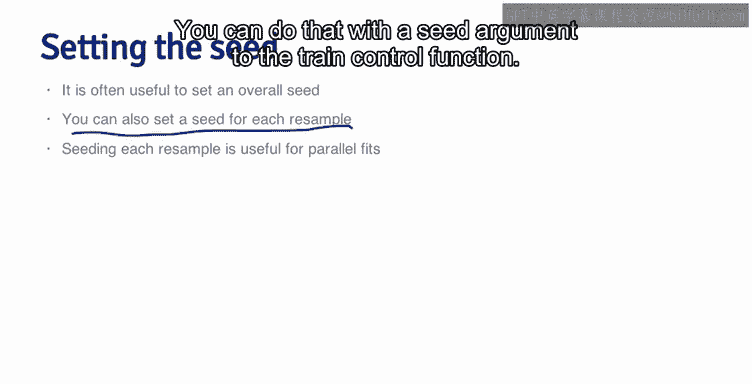 You can do that with a seed argument
to the train control function.
Setting the seed
· It is often useful to set an overall seed
· You can also set a seed for each resample
· Seeding each resample is useful for parallel fits